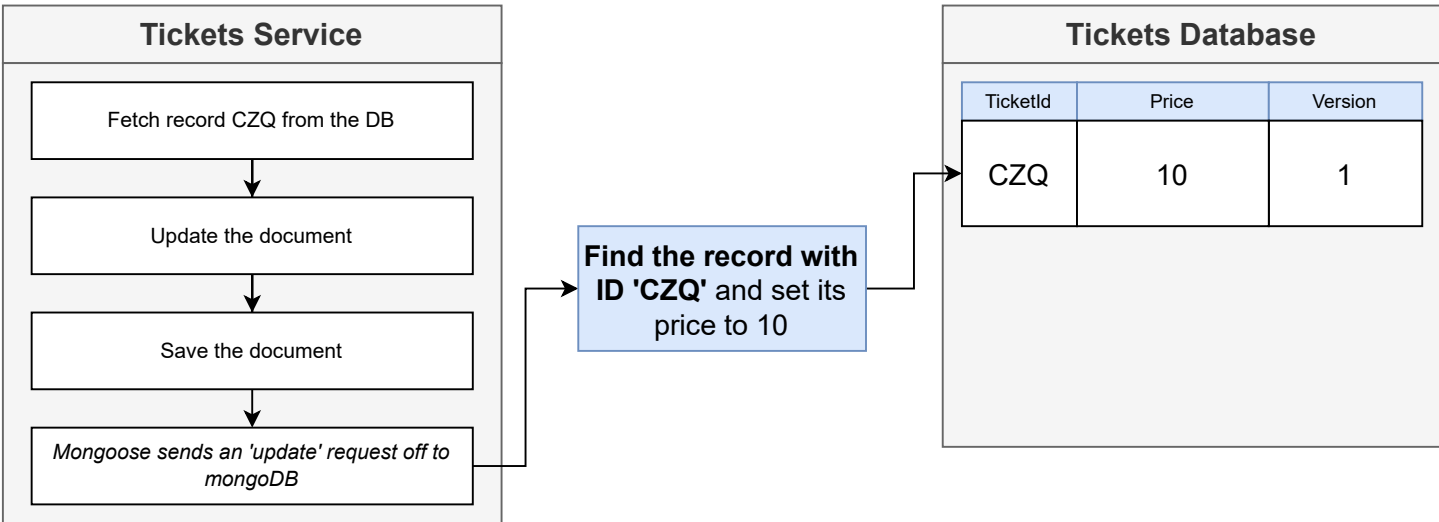 Tickets Service
Fetch record CZQ from the DB
Update the document
Save the document
Mongoose sends an 'update' request off to
mongoDB
Find the record with
ID 'CZQ' and set its
price to 10
Tickets Database
TicketId Price Version
CZQ 10 1